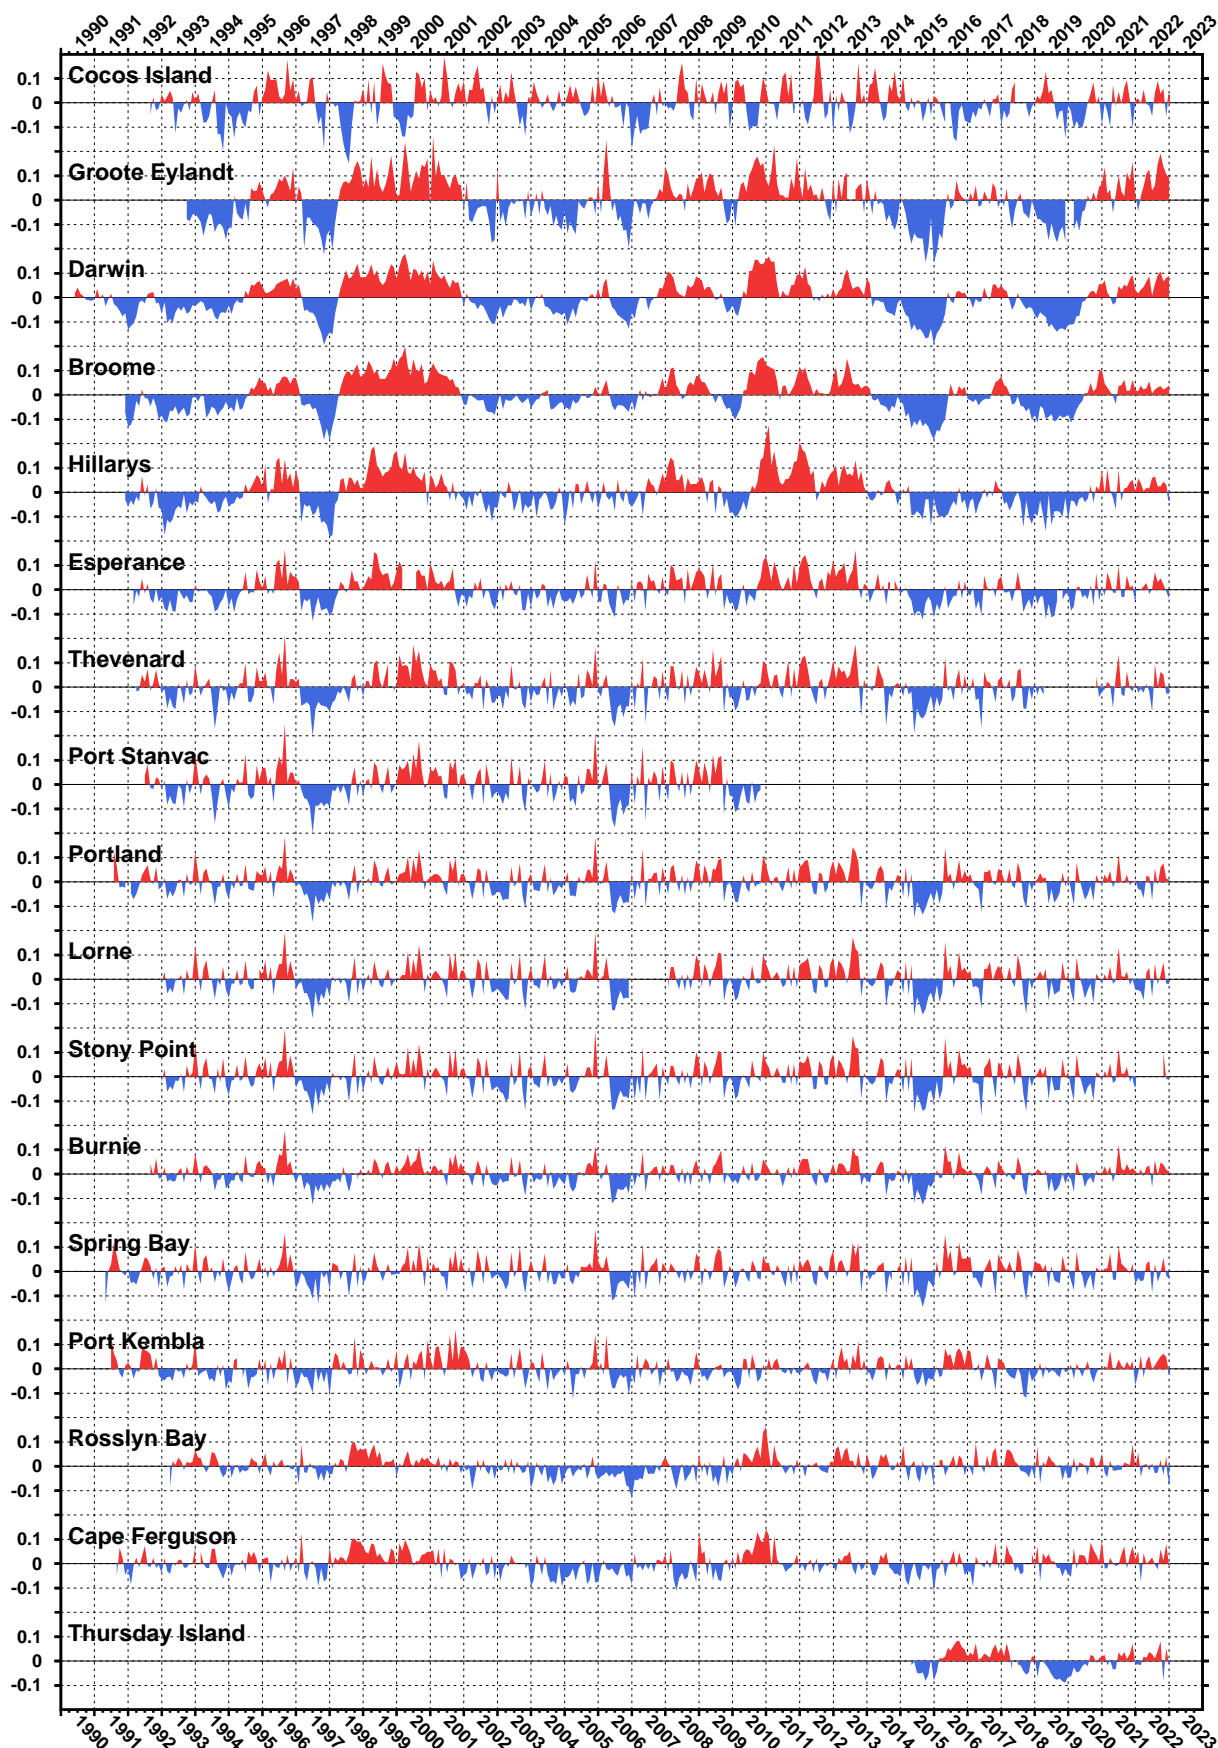 1990 1991 1992 1993 1994 1995 1996 1997 1998 1999 2000 2001 2002 2003 2004 2005 2006 2007 2008 2009 2010 2011 2012 2013 2014 2015 2016 2017 2018 2019 2020 2021 2022 2023
Cocos Island
0.1
0
-0.1
Groote Eylandt
0.1
0
-0.1
Darwin
0.1
0
-0.1
Broome
0.1
0
-0.1
Hillarys
0.1
0
-0.1
Esperance
0.1
0
-0.1
Thevenard
0.1
0
-0.1
Port Stanvac
0.1
0
-0.1
Portland
0.1
0
-0.1
Lorne
0.1
0
-0.1
Stony Point
0.1
0
-0.1
Burnie
0.1
0
-0.1
Spring Bay
0.1
0
-0.1
Port Kembla
0.1
0
-0.1
Rosslyn Bay
0.1
0
-0.1
Cape Ferguson
0.1
0
-0.1
Thursday Island
0.1
0
-0.1
1990 1991 1992 1993 1994 1995 1996 1997 1998 1999 2000 2001 2002 2003 2004 2005 2006 2007 2008 2009 2010 2011 2012 2013 2014 2015 2016 2017 2018 2019 2020 2021 2022 2023